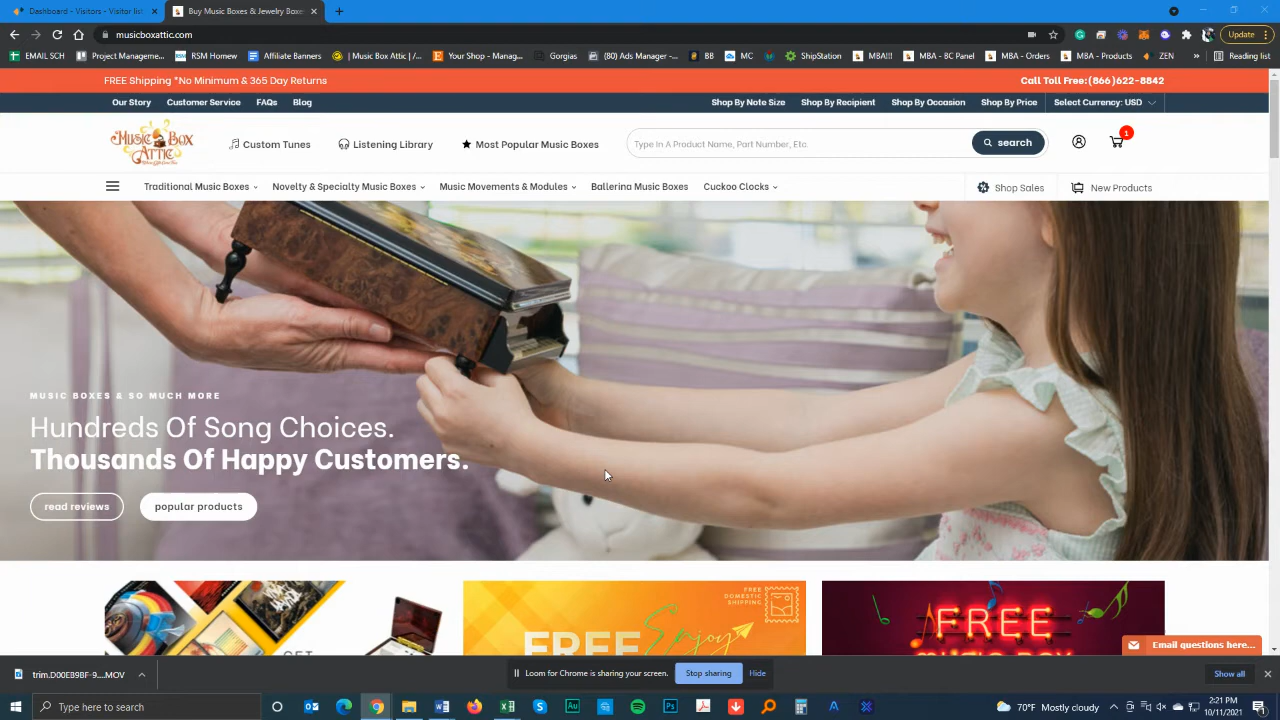 Dashboard - Visitors - Visitor list
Buy Music Boxes & Jewelry Boxes
musicboxattic.com
Update
EMAIL SCH
Project management
RSM Homew
Affiliate Banners
| Music Box Attic | /
Your Shop - Manag...
Gorgias
(80) Ads Manager -...
BB
MC
ShipStation
MBA!!!
MBA - BC Panel
MBA - Orders
MBA - Products
ZEN
Reading list
FREE Shipping *No Minimum & 365 Day Returns
Call Toll Free:(866)622-8842
Our Story
Customer Service
FAQs
Blog
Shop By Note Size
Shop By Recipient
Shop By Occasion
Shop By Price
Select Currency: USD
Music Box Attic
Custom Tunes
Listening Library
Most Popular Music Boxes
Type In A Product Name, Part Number, Etc.
search
1
Traditional Music Boxes
Novelty & Specialty Music Boxes
Music Movements & Modules
Ballerina Music Boxes
Cuckoo Clocks
Shop Sales
New Products
MUSIC BOXES & SO MUCH MORE
Hundreds Of Song Choices.
Thousands Of Happy Customers.
read reviews
popular products
GET
FREE
DOMESTIC
SHIPPING
FREE
Enjoy
FREE
MUSIC BOX
Email questions here...
Loom for Chrome is sharing your screen.
Stop sharing
Hide
Show all
Type here to search
70°F Mostly cloudy
2:21 PM
10/11/2021